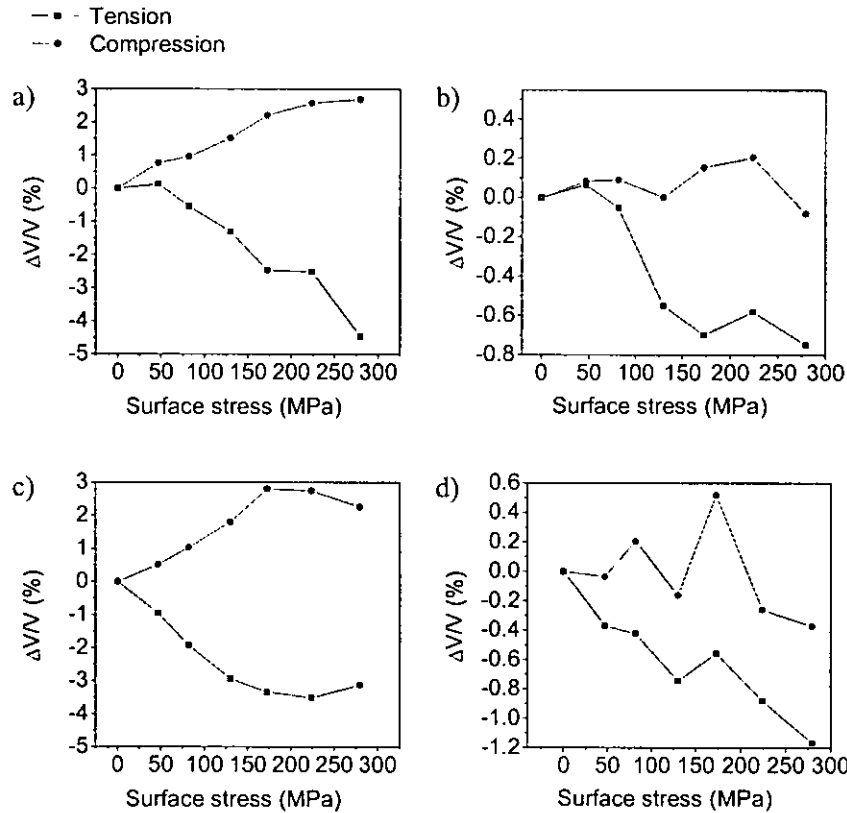 Tension
Compression
a)
3
2
1
0
-1
-2
-3
-4
-5
ΔV/V (%)
0 50 100 150 200 250 300
Surface stress (MPa)
b)
0.4
0.2
0.0
-0.2
-0.4
-0.6
-0.8
ΔV/V (%)
0 50 100 150 200 250 300
Surface stress (MPa)
c)
3
2
1
0
-1
-2
-3
-4
-5
ΔV/V (%)
0 50 100 150 200 250 300
Surface stress (MPa)
d)
0.6
0.4
0.2
0.0
-0.2
-0.4
-0.6
-0.8
-1.0
-1.2
ΔV/V (%)
0 50 100 150 200 250 300
Surface stress (MPa)